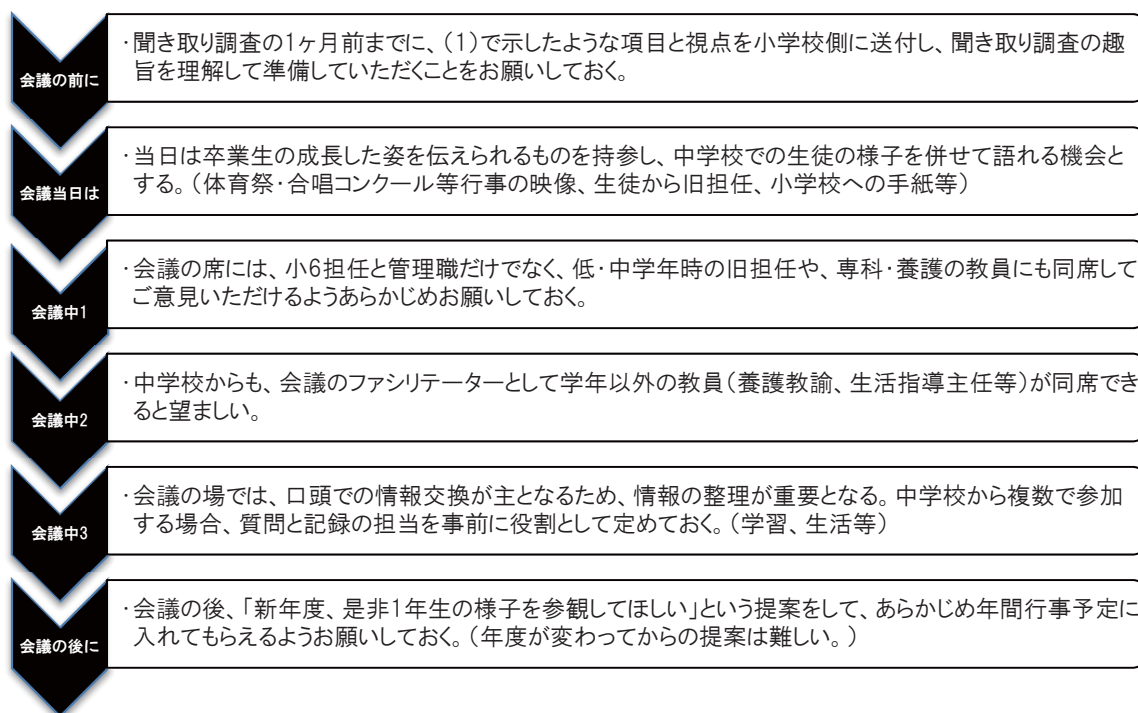 会議の前に
・聞き取り調査の1ヶ月前までに、(1)で示したような項目と視点を小学校側に送付し、聞き取り調査の趣
旨を理解して準備していただくことをお願いしておく。
会議当日は
・当日は卒業生の成長した姿を伝えられるものを持参し、中学校での生徒の様子を併せて語れる機会と
する。(体育祭・合唱コンクール等行事の映像、生徒から旧担任、小学校への手紙等)
会議中1
・会議の席には、小6担任と管理職だけでなく、低・中学年時の旧担任や、専科・養護の教員にも同席して
ご意見いただけるようあらかじめお願いしておく。
会議中2
・中学校からも、会議のファシリテーターとして学年以外の教員(養護教諭、生活指導主任等)が同席でき
ると望ましい。
会議中3
・会議の場では、口頭での情報交換が主となるため、情報の整理が重要となる。中学校から複数で参加
する場合、質問と記録の担当を事前に役割として定めておく。(学習、生活等)
会議の後に
・会議の後、「新年度、是非1年生の様子を参観してほしい」という提案をして、あらかじめ年間行事予定に
入れてもらえるようお願いしておく。(年度が変わってからの提案は難しい。)